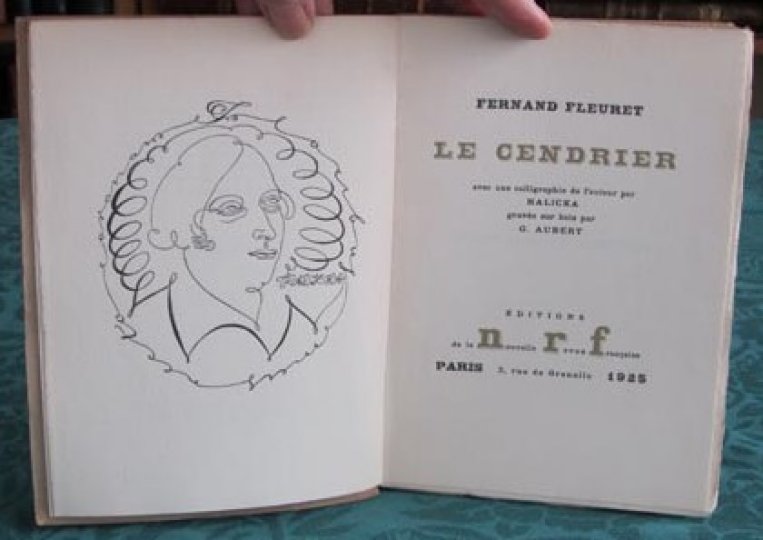 FERNAND FLEURET
LE CENDRIER
avec une calligraphie de l'auteur par
HALICKA
gravée sur bois par
G. AUBERT
EDITIONS
de la nouvelle revue française
PARIS 3, rue de Grenelle 1925